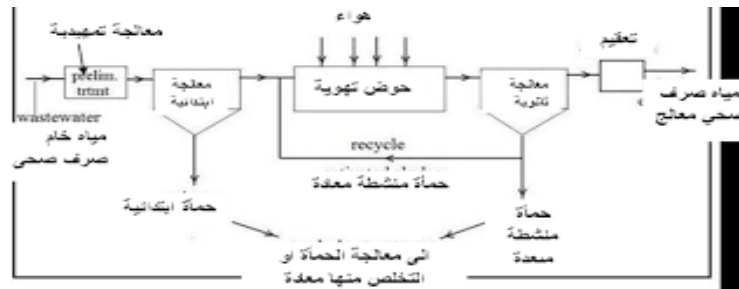 هواء
معالجة تمهيدية
تعقيم
prelim.
trtmt
معالجة
ابتدائية
حوض تهوية
معالجة
ثانوية
مياه صرف
صحي معالج
wastewater
مياه خام
صرف صحى
recycle
حمأة منشطة معادة
حمأة ابتدائية
حمأة
منشطة
مبعدة
الى معالجة الحمأة او
التخلص منها معادة